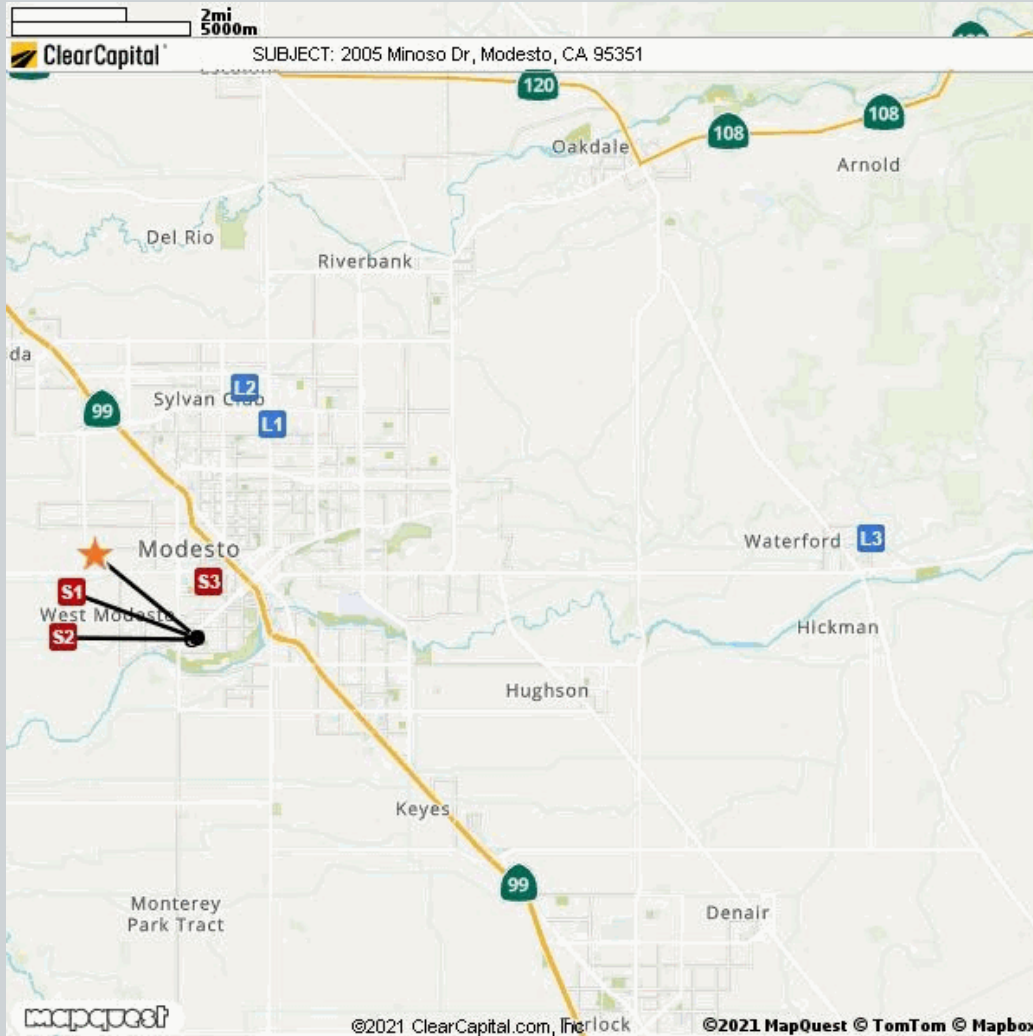 2mi
5000m
ClearCapital SUBJECT: 2005 Minoso Dr, Modesto, CA 95351
120
108
108
Oakdale
Arnold
Del Rio
Riverbank
da
L2
Sylvan Club
99
L1
Modesto
Waterford
L3
S3
S1
West Modesto
S2
Hickman
Hughson
Keyes
99
Monterey
Park Tract
Denair
mapquest
©2021 ClearCapital.com, Inc
rlock
©2021 MapQuest © TomTom © Mapbox